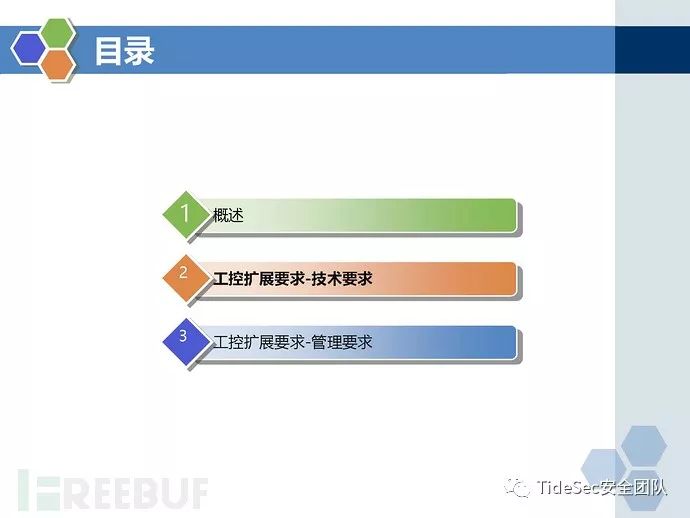 目录
1 概述
2 工控扩展要求-技术要求
3 工控扩展要求-管理要求
FREEBUF
TideSec安全团队